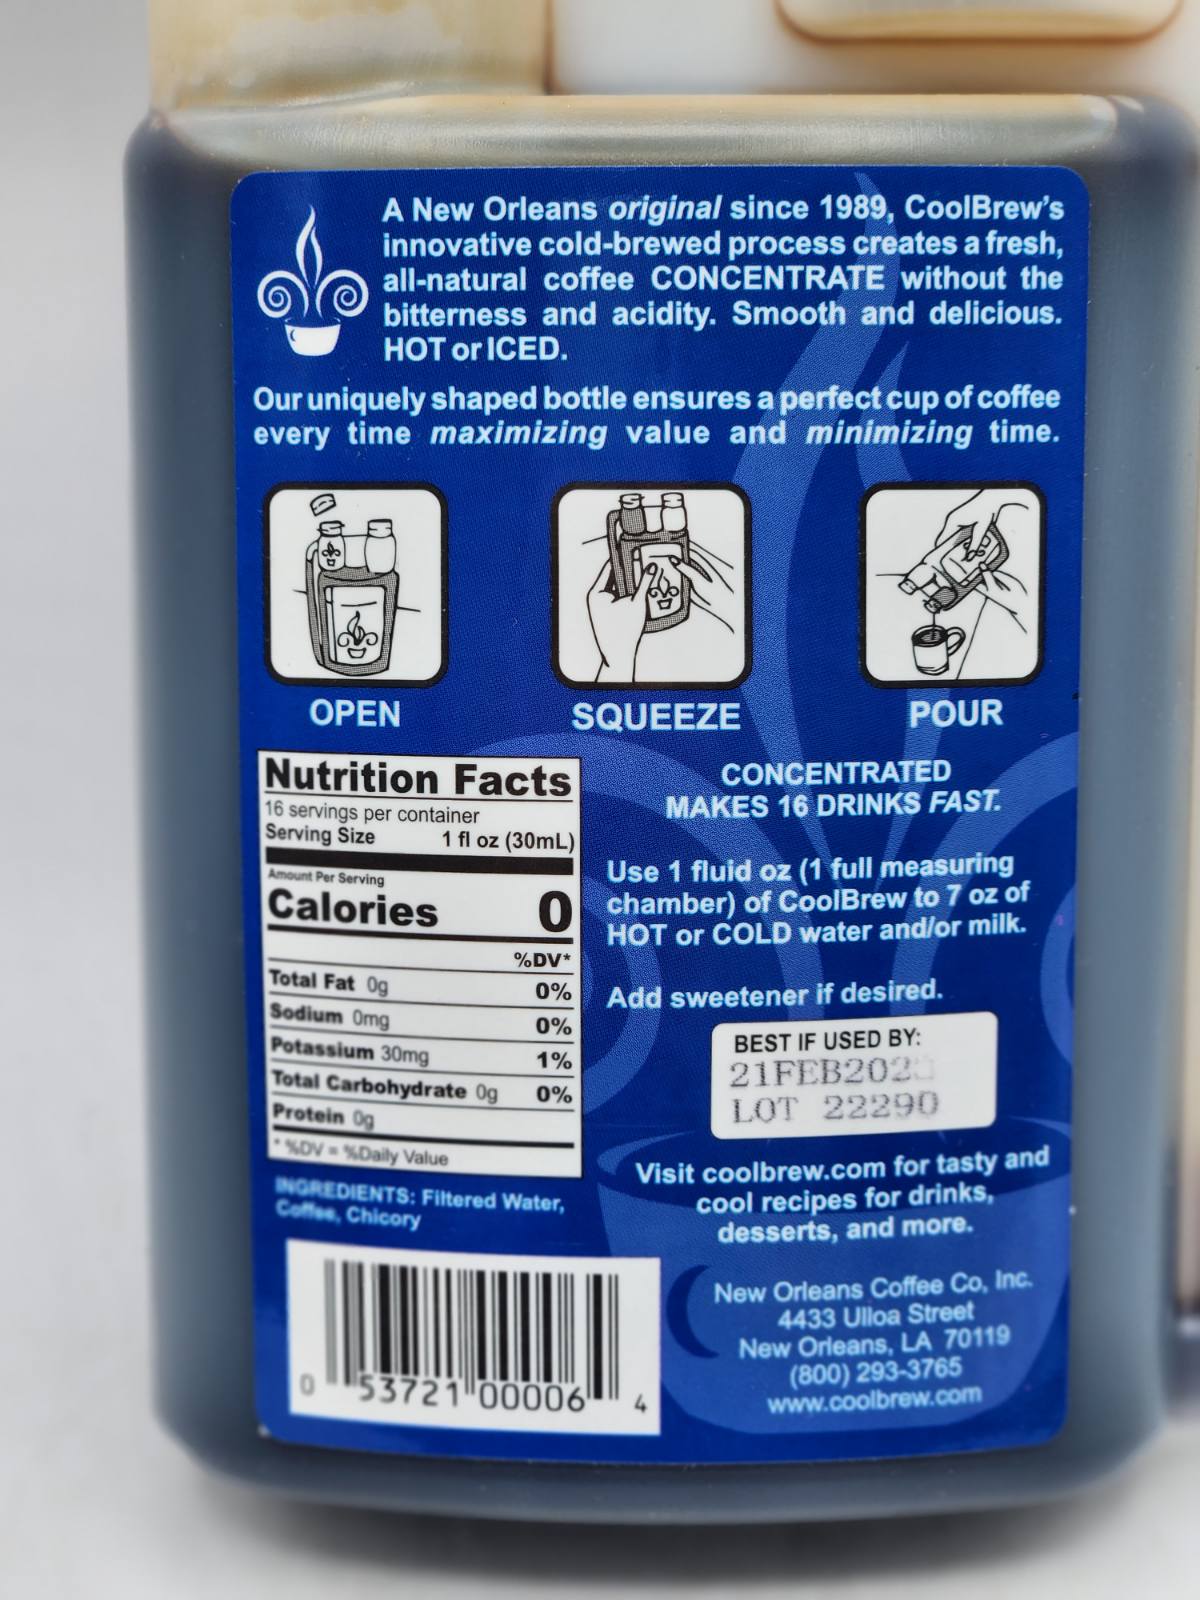 A New Orleans original since 1989, CoolBrew's
innovative cold-brewed process creates a fresh,
all-natural coffee CONCENTRATE without the
bitterness and acidity. Smooth and delicious.
HOT or ICED.
Our uniquely shaped bottle ensures a perfect cup of coffee
every time maximizing value and minimizing time.
OPEN
SQUEEZE
POUR
Nutrition Facts
16 servings per container
Serving Size 1 fl oz (30mL)
Amount Per Serving
Calories 0
%DV*
Total Fat 0g 0%
Sodium 0mg 0%
Potassium 30mg 1%
Total Carbohydrate 0g 0%
Protein 0g
* %DV = %Daily Value
INGREDIENTS: Filtered Water,
Coffee, Chicory
0 53721 00006 4
CONCENTRATED
MAKES 16 DRINKS FAST.
Use 1 fluid oz (1 full measuring
chamber) of CoolBrew to 7 oz of
HOT or COLD water and/or milk.
Add sweetener if desired.
BEST IF USED BY:
LOT 22290
Visit coolbrew.com for tasty and
cool recipes for drinks,
desserts, and more.
New Orleans Coffee Co, Inc.
4433 Ulloa Street
New Orleans, LA 70119
(800) 293-3765
www.coolbrew.com